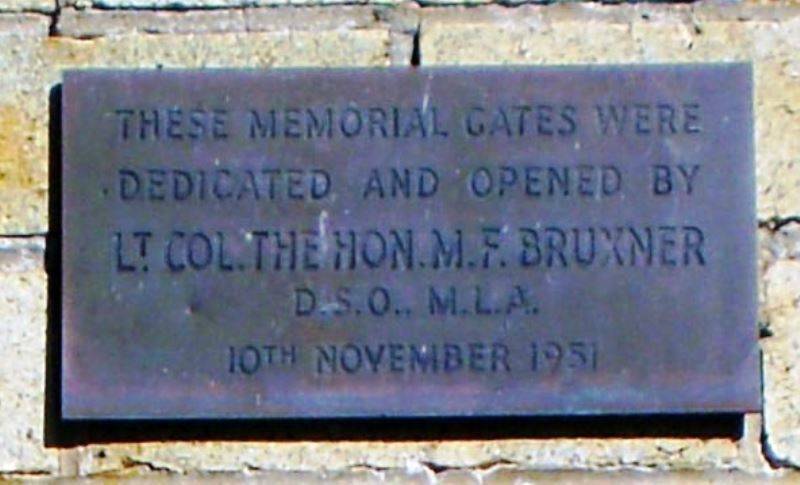 THESE MEMORIAL GATES WERE
DEDICATED AND OPENED BY
LT COL. THE HON. M. F. BRUXNER
D.S.O., M.L.A.
10TH NOVEMBER 1951